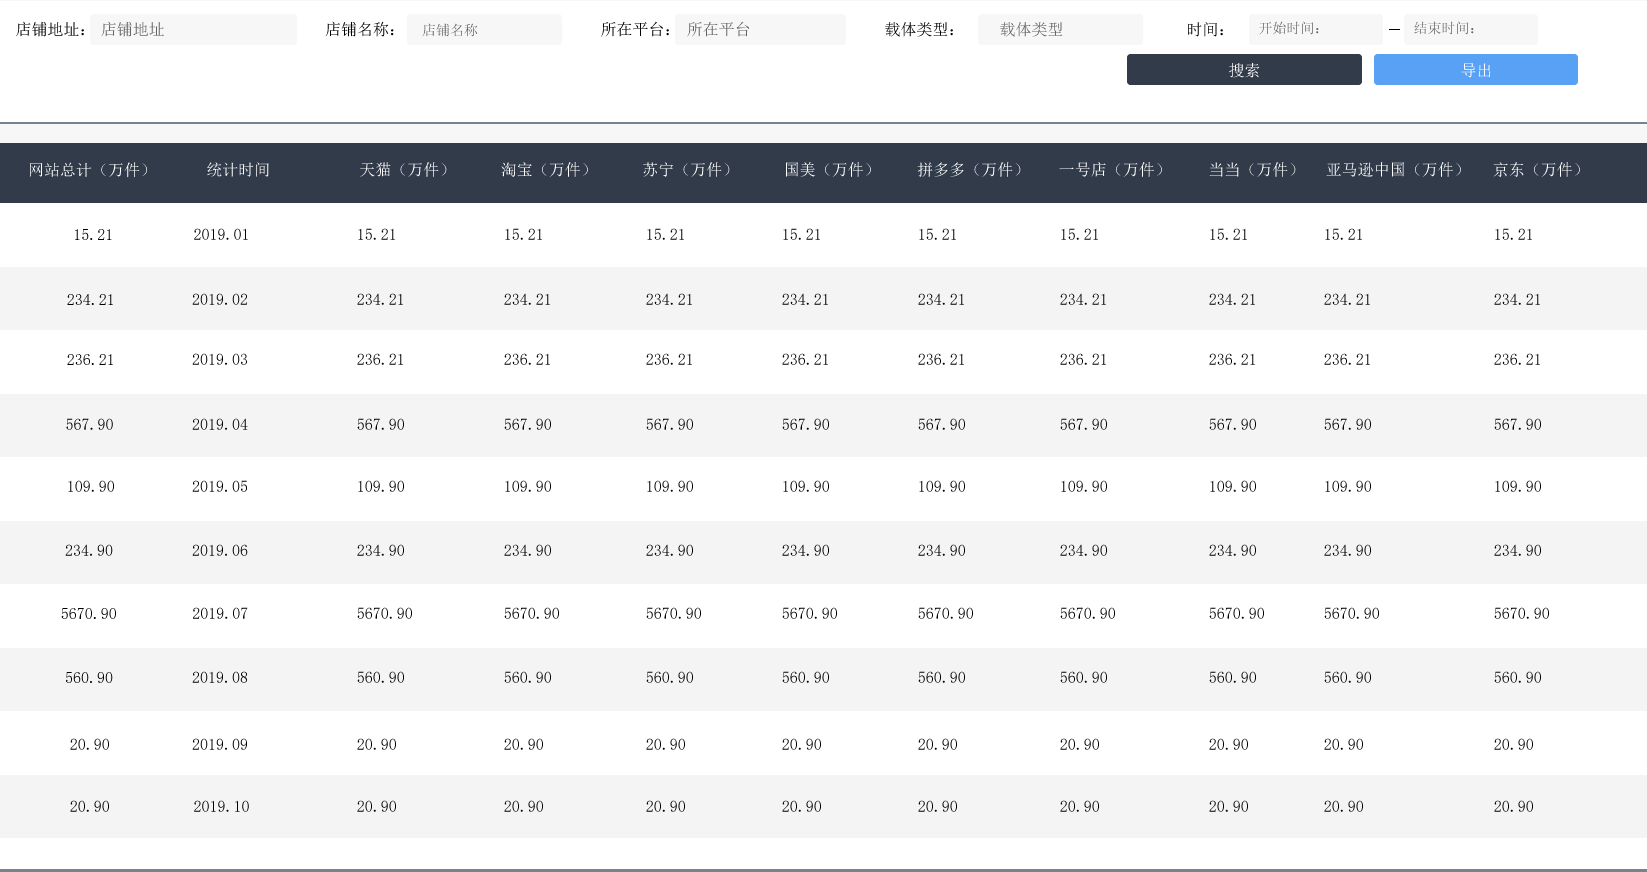 店铺地址: 店铺地址 店铺名称: 店铺名称 所在平台: 所在平台 载体类型: 载体类型 时间: 开始时间: — 结束时间:
搜索 导出
网站总计（万件） 统计时间 天猫（万件） 淘宝（万件） 苏宁（万件） 国美（万件） 拼多多（万件） 一号店（万件） 当当（万件） 亚马逊中国（万件） 京东（万件）
15.21 2019.01 15.21 15.21 15.21 15.21 15.21 15.21 15.21 15.21 15.21
234.21 2019.02 234.21 234.21 234.21 234.21 234.21 234.21 234.21 234.21 234.21
236.21 2019.03 236.21 236.21 236.21 236.21 236.21 236.21 236.21 236.21 236.21
567.90 2019.04 567.90 567.90 567.90 567.90 567.90 567.90 567.90 567.90 567.90
109.90 2019.05 109.90 109.90 109.90 109.90 109.90 109.90 109.90 109.90 109.90
234.90 2019.06 234.90 234.90 234.90 234.90 234.90 234.90 234.90 234.90 234.90
5670.90 2019.07 5670.90 5670.90 5670.90 5670.90 5670.90 5670.90 5670.90 5670.90 5670.90
560.90 2019.08 560.90 560.90 560.90 560.90 560.90 560.90 560.90 560.90 560.90
20.90 2019.09 20.90 20.90 20.90 20.90 20.90 20.90 20.90 20.90 20.90
20.90 2019.10 20.90 20.90 20.90 20.90 20.90 20.90 20.90 20.90 20.90